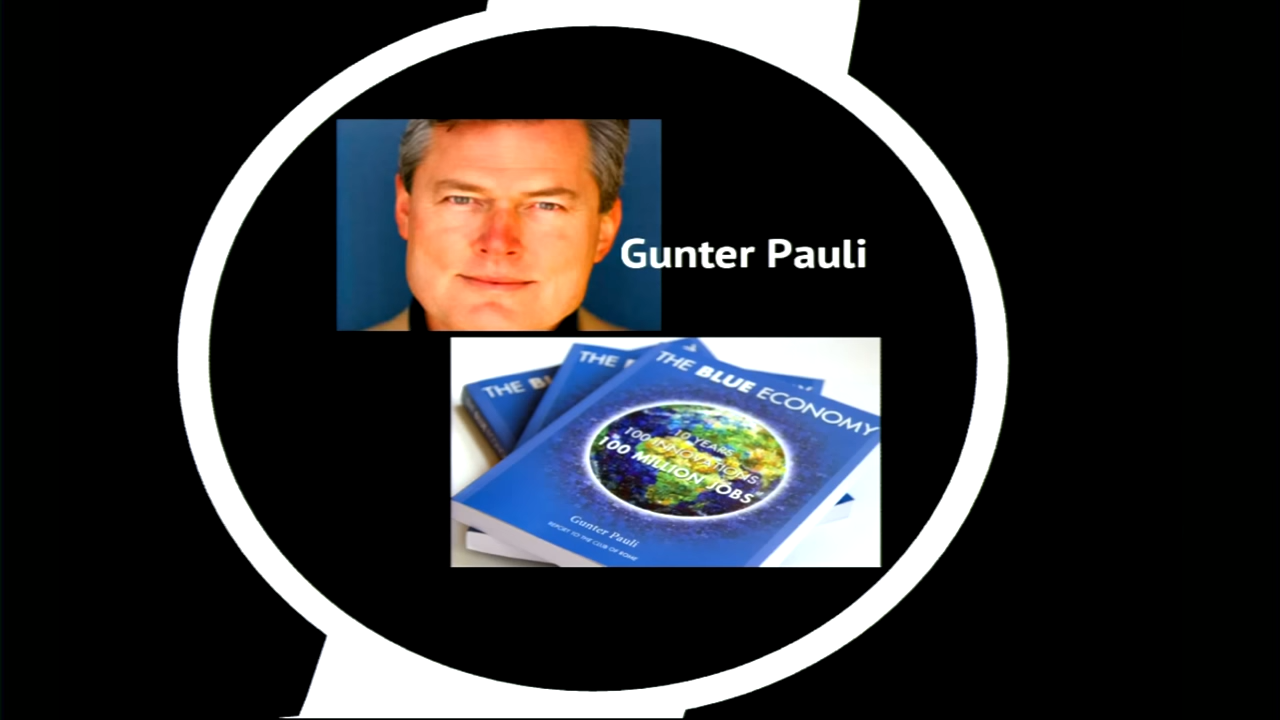 Gunter Pauli
THE BL
THE
THE BLUE ECONOMY
10 YEARS
100 INNOVATIONS
100 MILLION JOBS
Gunter Pauli
REPORT TO THE CLUB OF ROME